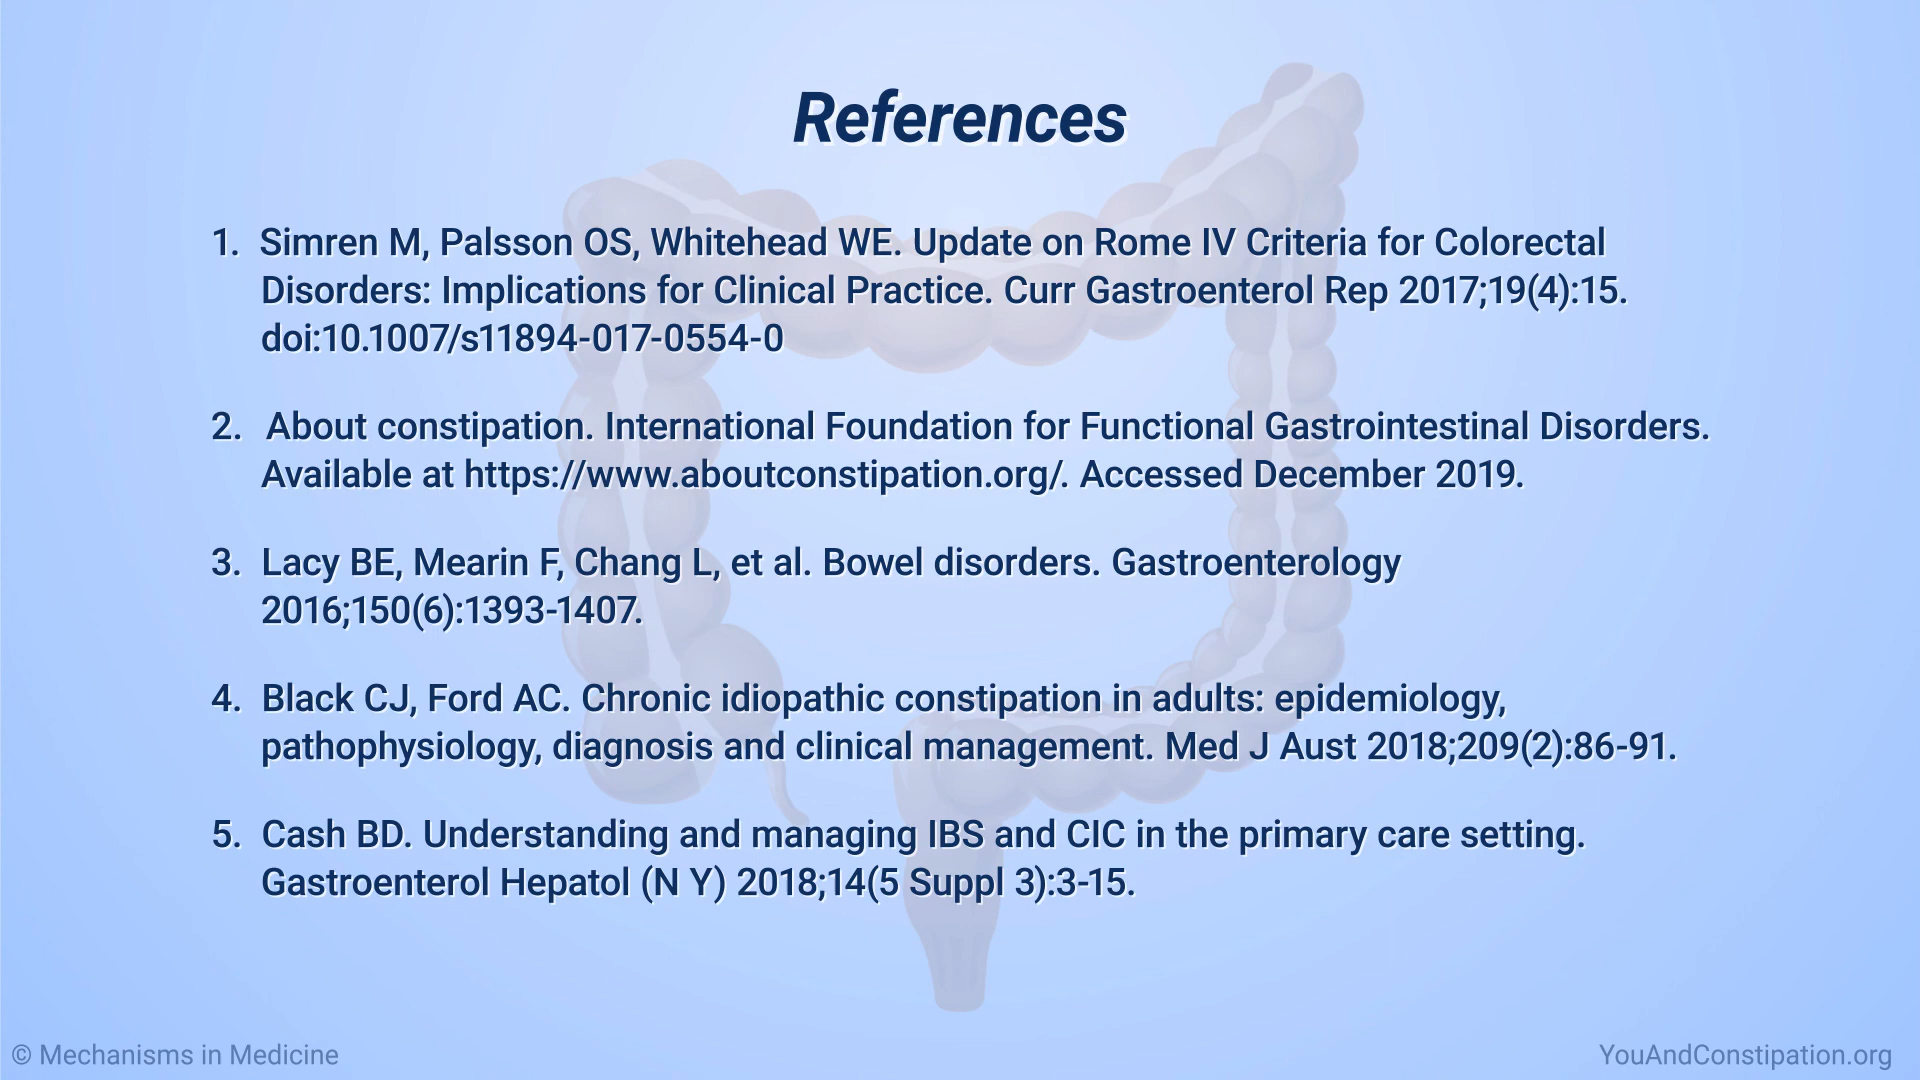 References
1. Simren M, Palsson OS, Whitehead WE. Update on Rome IV Criteria for Colorectal
Disorders: Implications for Clinical Practice. Curr Gastroenterol Rep 2017;19(4):15.
doi:10.1007/s11894-017-0554-0
2. About constipation. International Foundation for Functional Gastrointestinal Disorders.
Available at https://www.aboutconstipation.org/. Accessed December 2019.
3. Lacy BE, Mearin F, Chang L, et al. Bowel disorders. Gastroenterology
2016;150(6):1393-1407.
4. Black CJ, Ford AC. Chronic idiopathic constipation in adults: epidemiology,
pathophysiology, diagnosis and clinical management. Med J Aust 2018;209(2):86-91.
5. Cash BD. Understanding and managing IBS and CIC in the primary care setting.
Gastroenterol Hepatol (N Y) 2018;14(5 Suppl 3):3-15.
© Mechanisms in Medicine
YouAndConstipation.org